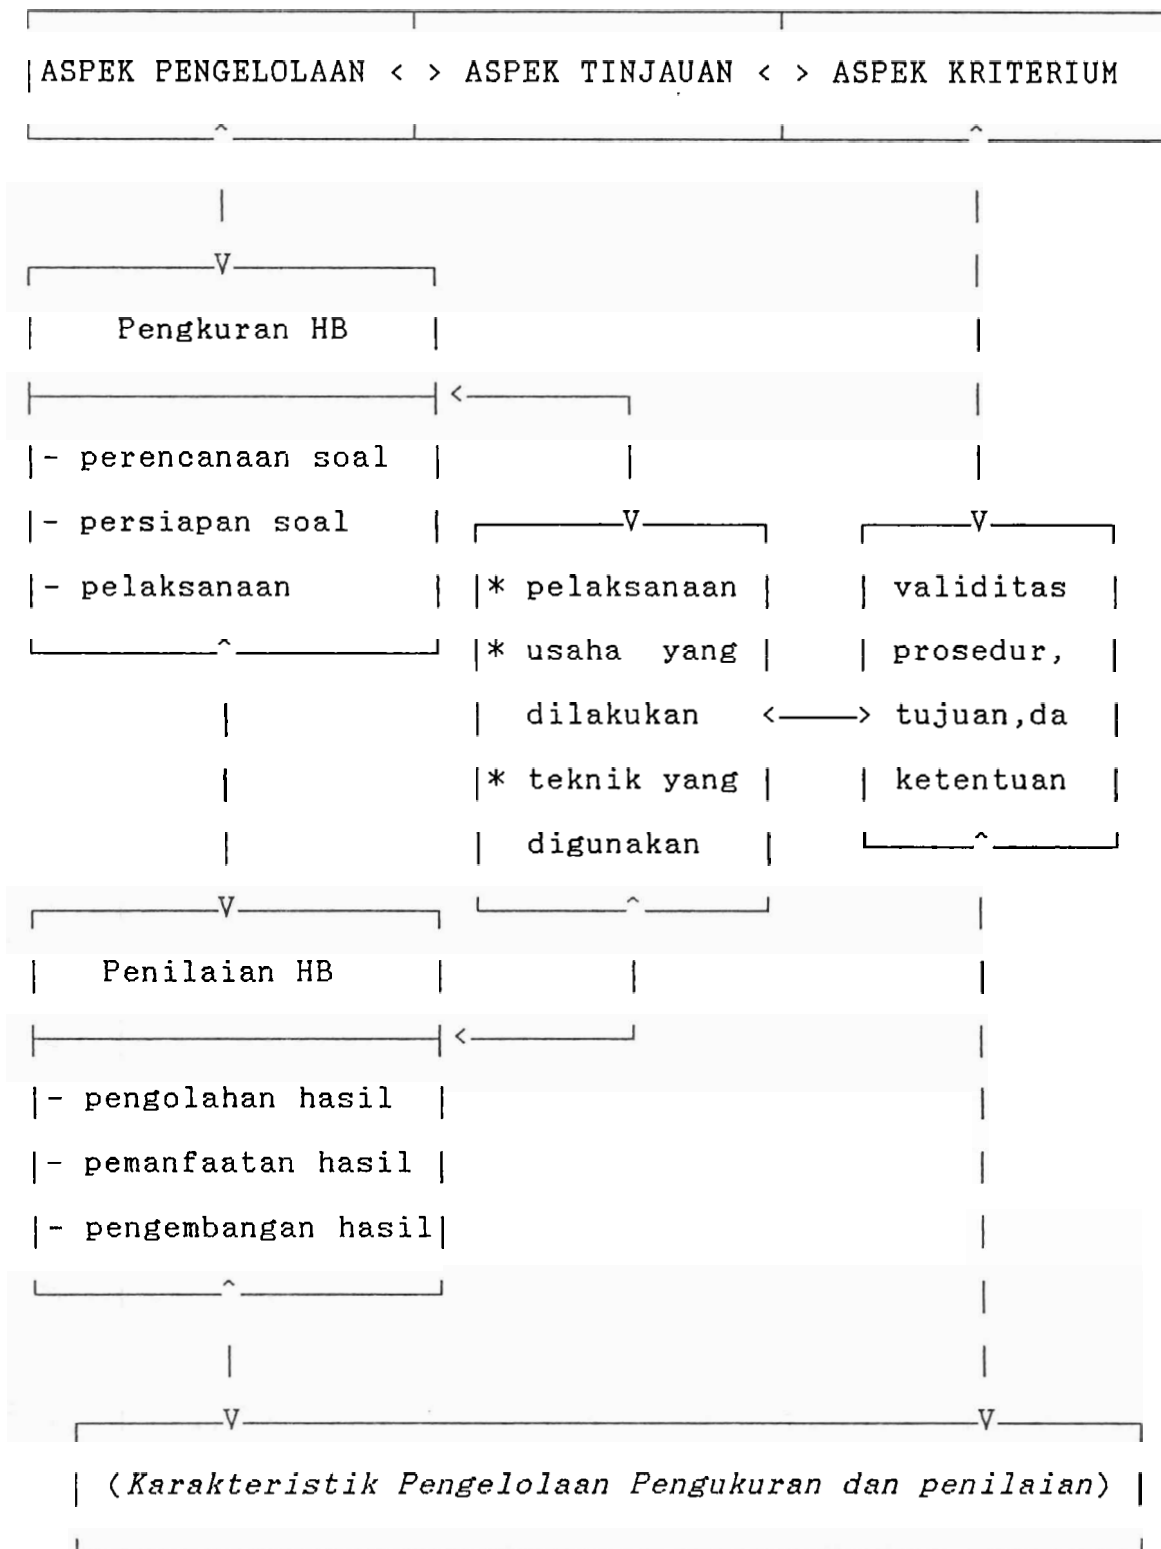 ASPEK PENGELOLAAN < > ASPEK TINJAUAN < > ASPEK KRITERIUM
Pengkuran HB
- perencanaan soal
- persiapan soal
- pelaksanaan
* pelaksanaan
* usaha yang
dilakukan
* teknik yang
digunakan
validitas
prosedur,
tujuan,da
ketentuan
Penilaian HB
- pengolahan hasil
- pemanfaatan hasil
- pengembangan hasil
(Karakteristik Pengelolaan Pengukuran dan penilaian)